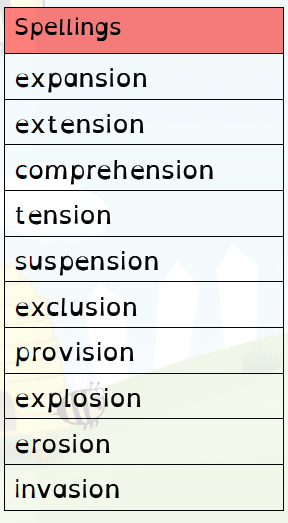 Spellings
expansion
extension
comprehension
tension
suspension
exclusion
provision
explosion
erosion
invasion